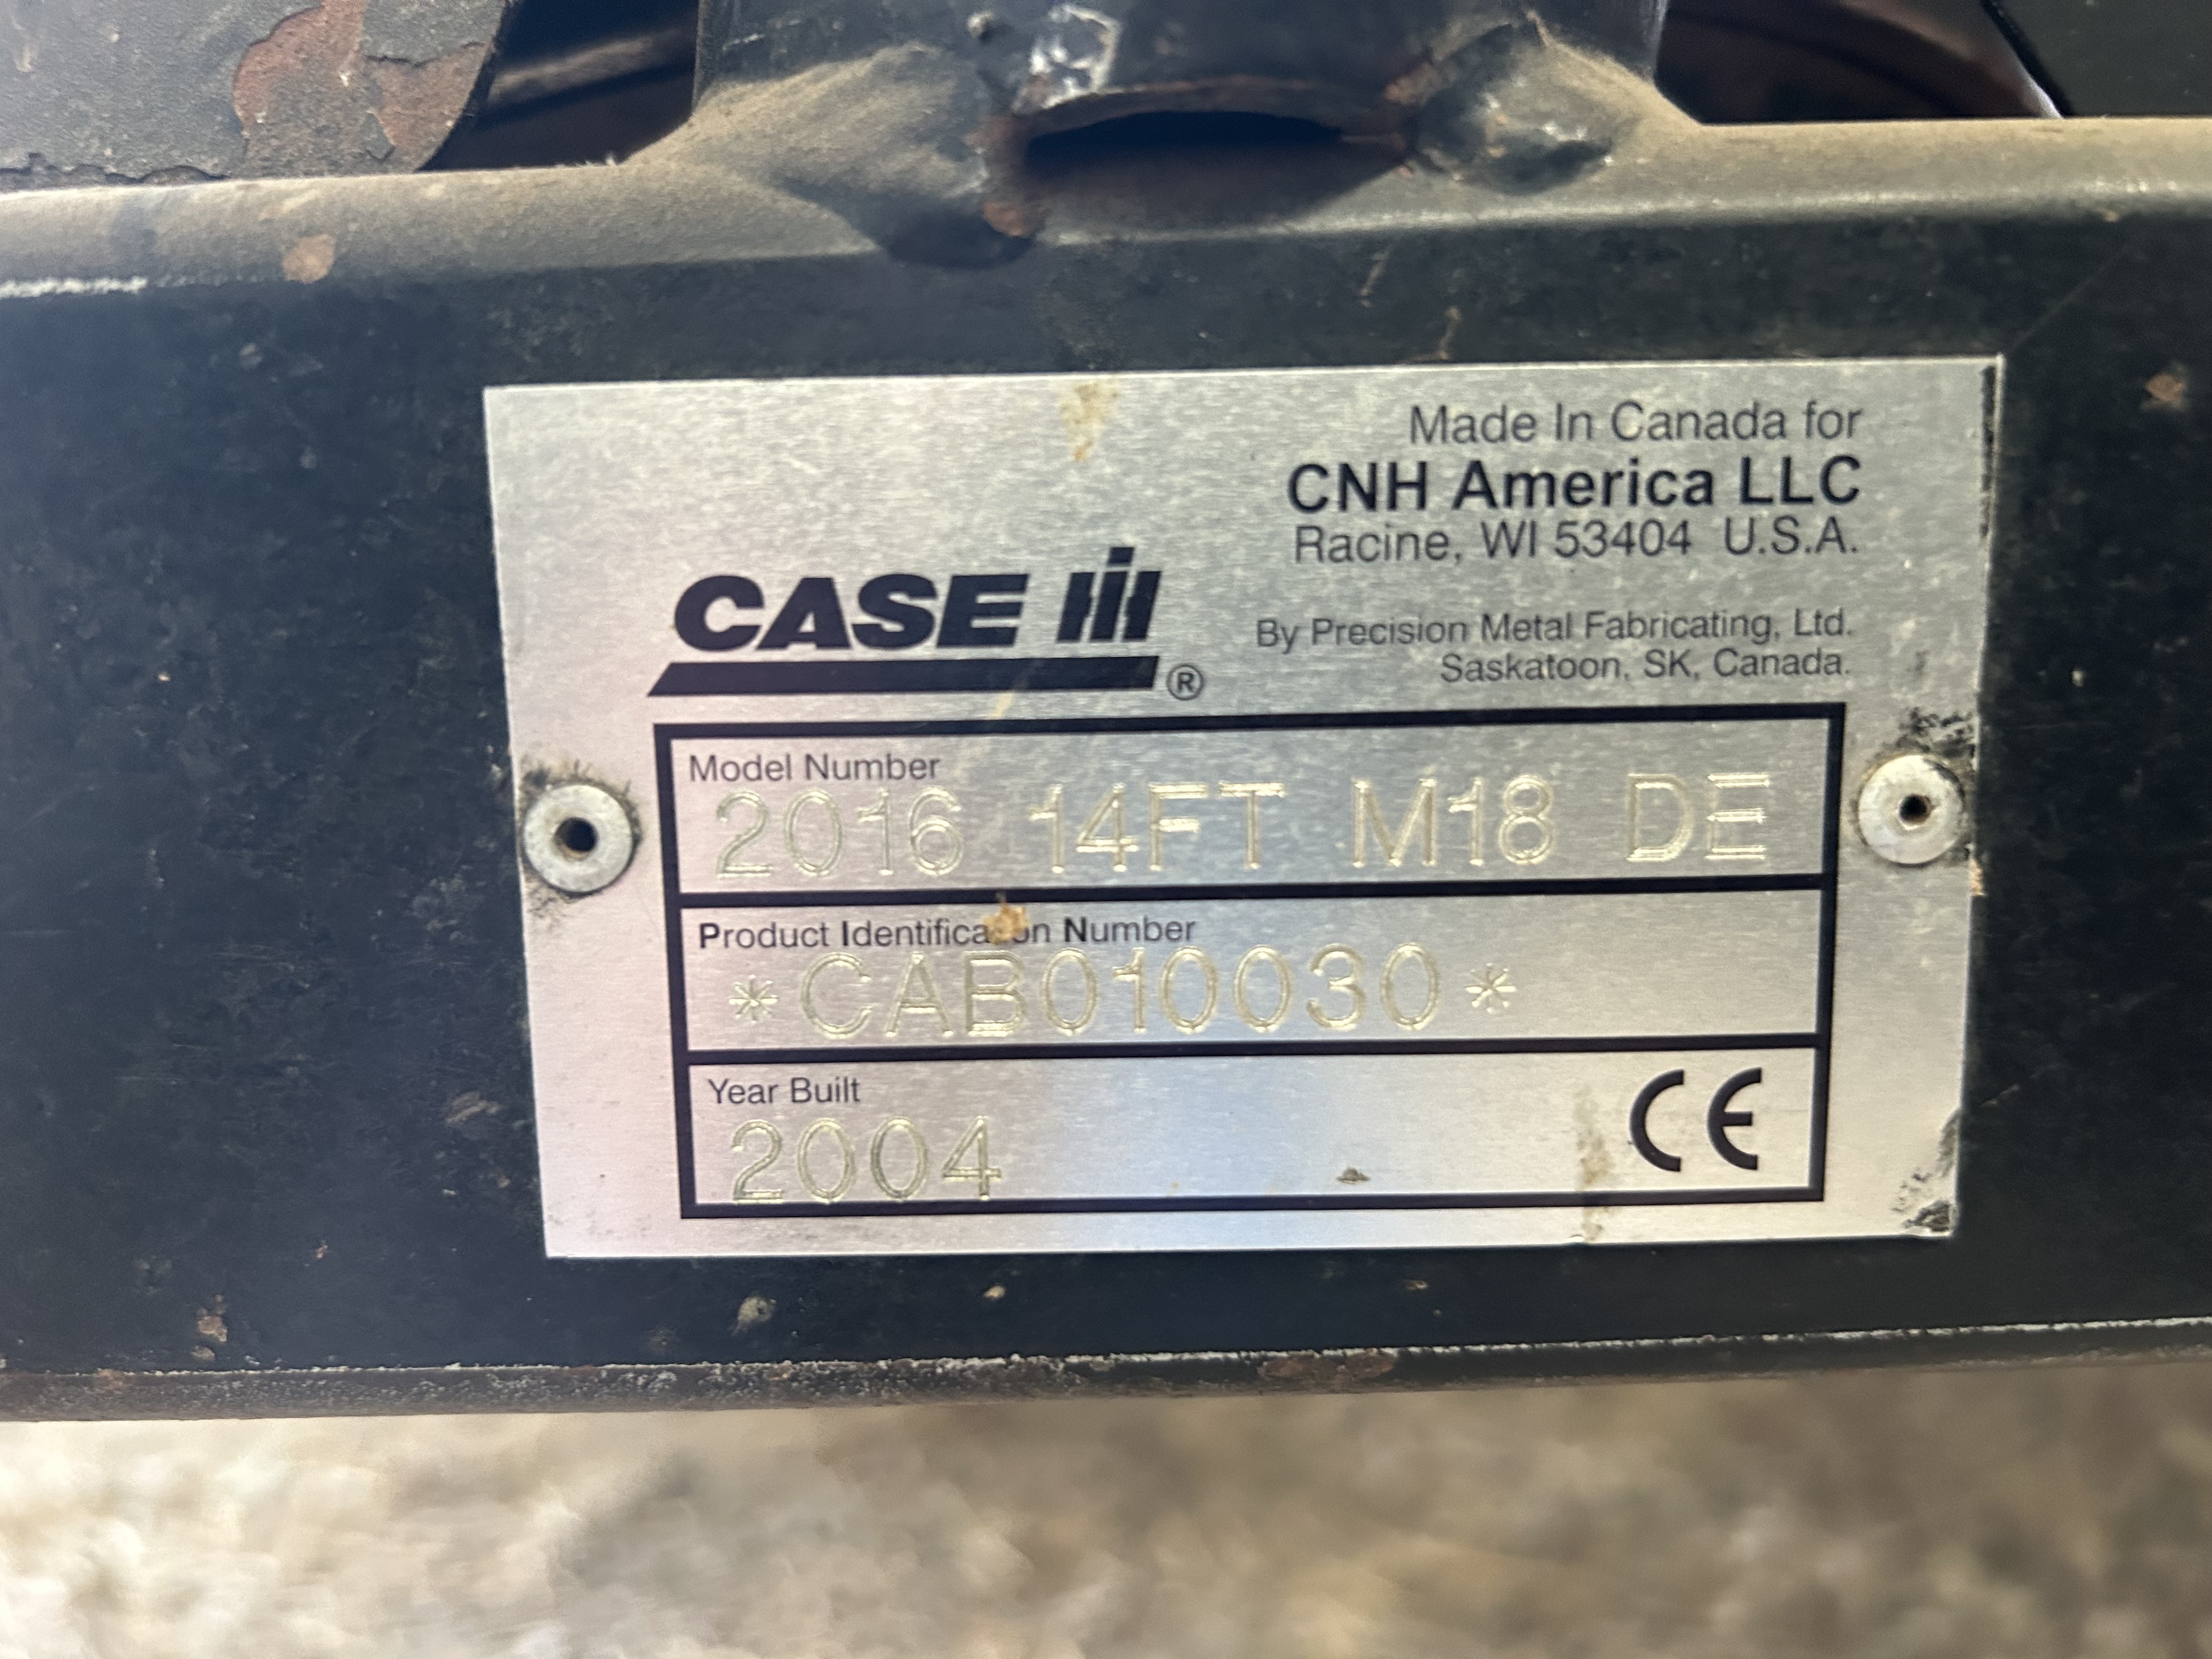 Made In Canada for
CNH America LLC
Racine, WI 53404 U.S.A.
CASE IH ®
By Precision Metal Fabricating, Ltd.
Saskatoon, SK, Canada.
Model Number
2016 14FT M18 DE
Product Identification Number
*CAB010030*
Year Built
2004
CE